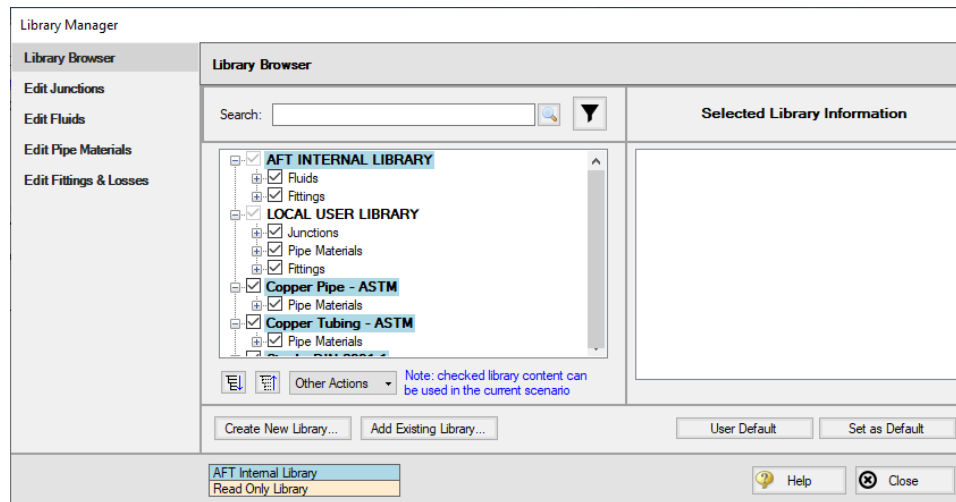 Library Manager
Library Browser
Edit Junctions
Edit Fluids
Edit Pipe Materials
Edit Fittings & Losses
Library Browser
Search:
Selected Library Information
AFT INTERNAL LIBRARY
Fluids
Fittings
LOCAL USER LIBRARY
Junctions
Pipe Materials
Fittings
Copper Pipe - ASTM
Pipe Materials
Copper Tubing - ASTM
Pipe Materials
Other Actions
Note: checked library content can
be used in the current scenario
Create New Library...
Add Existing Library...
User Default
Set as Default
AFT Internal Library
Read Only Library
Help
Close